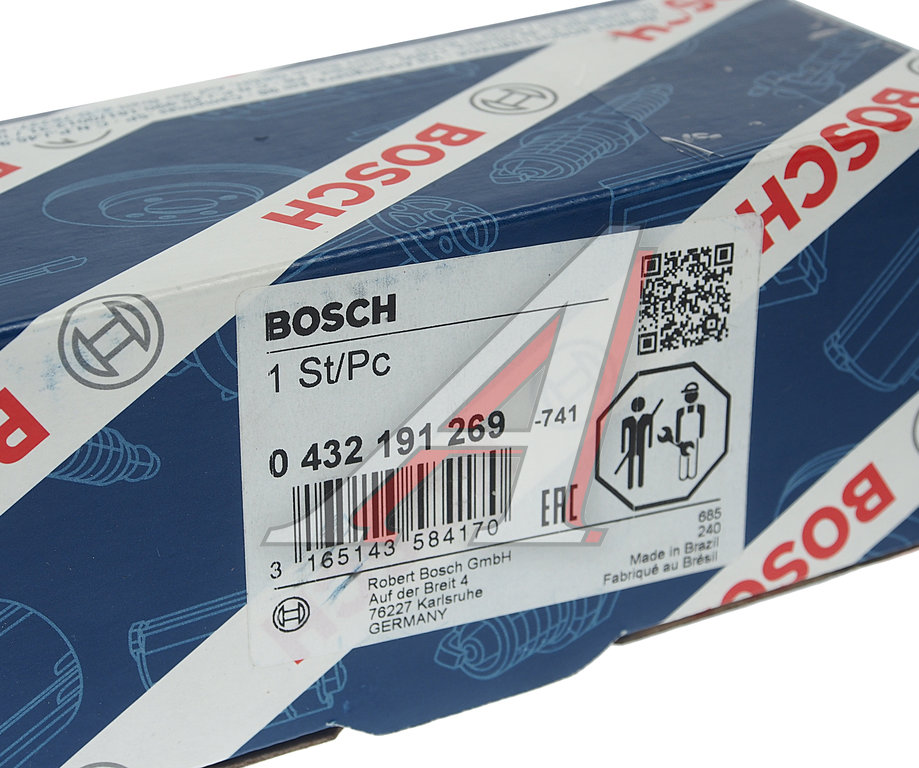 BOSCH
BOSCH
BOSCH
BOSCH
1 St/Pc
0 432 191 269 -741
3 165143 584170
EAC
Robert Bosch GmbH
Auf der Breit 4
76227 Karlsruhe
GERMANY
685
240
Made in Brazil
Fabriqué au Brésil